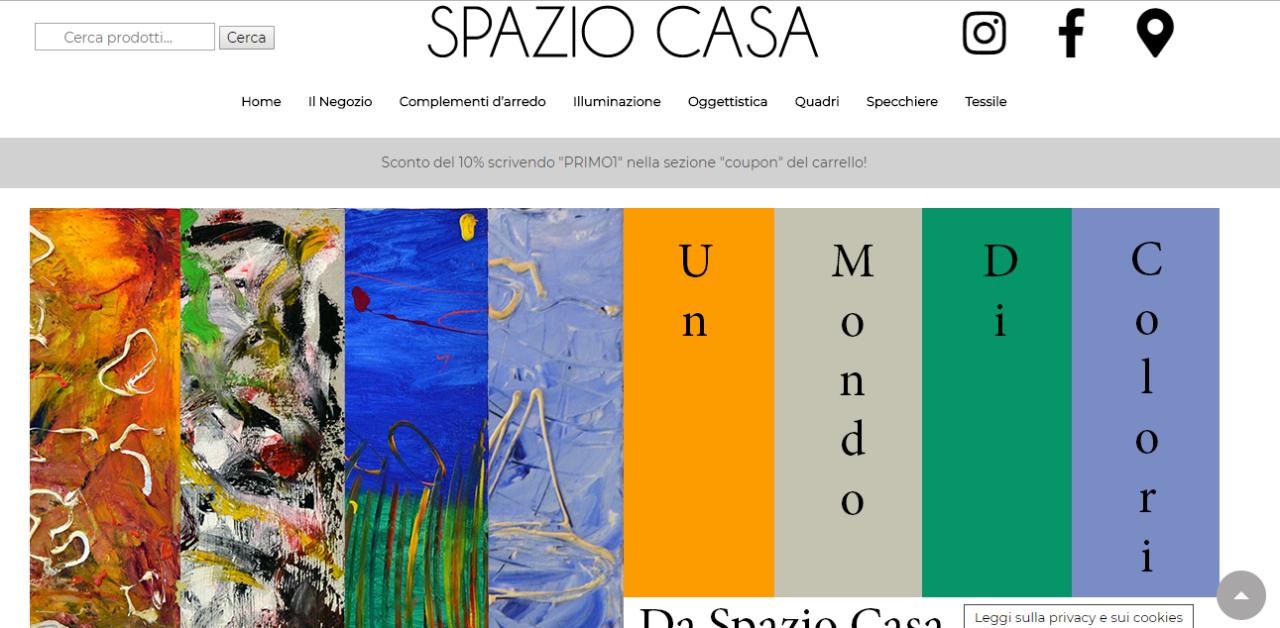 Cerca prodotti...
Cerca
SPAZIO CASA
Home
Il Negozio
Complementi d'arredo
Illuminazione
Oggettistica
Quadri
Specchiere
Tessile
Sconto del 10% scrivendo "PRIMO1" nella sezione "coupon" del carrello!
Un
Mondo
Di
Colori
Da Spazio Casa
Leggi sulla privacy e sui cookies